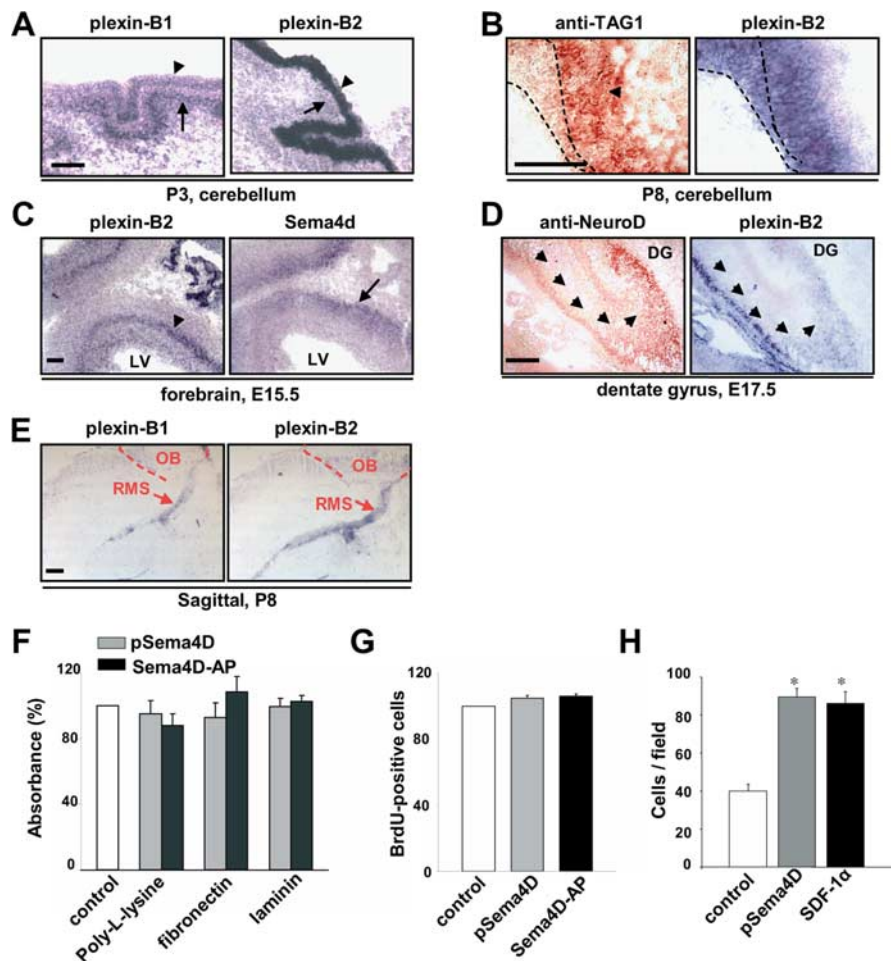 A
plexin-B1
plexin-B2
P3, cerebellum
B
anti-TAG1
plexin-B2
P8, cerebellum
C
plexin-B2
Sema4d
LV
LV
forebrain, E15.5
D
anti-NeuroD
plexin-B2
DG
DG
dentate gyrus, E17.5
E
plexin-B1
plexin-B2
OB
RMS
OB
RMS
Sagittal, P8
F
pSema4D
Sema4D-AP
Absorbance (%)
120
80
40
0
control
Poly-L-lysine
fibronectin
laminin
G
BrdU-positive cells
120
80
40
0
control
pSema4D
Sema4D-AP
H
Cells / field
100
80
60
40
20
0
* *
control
pSema4D
SDF-1α